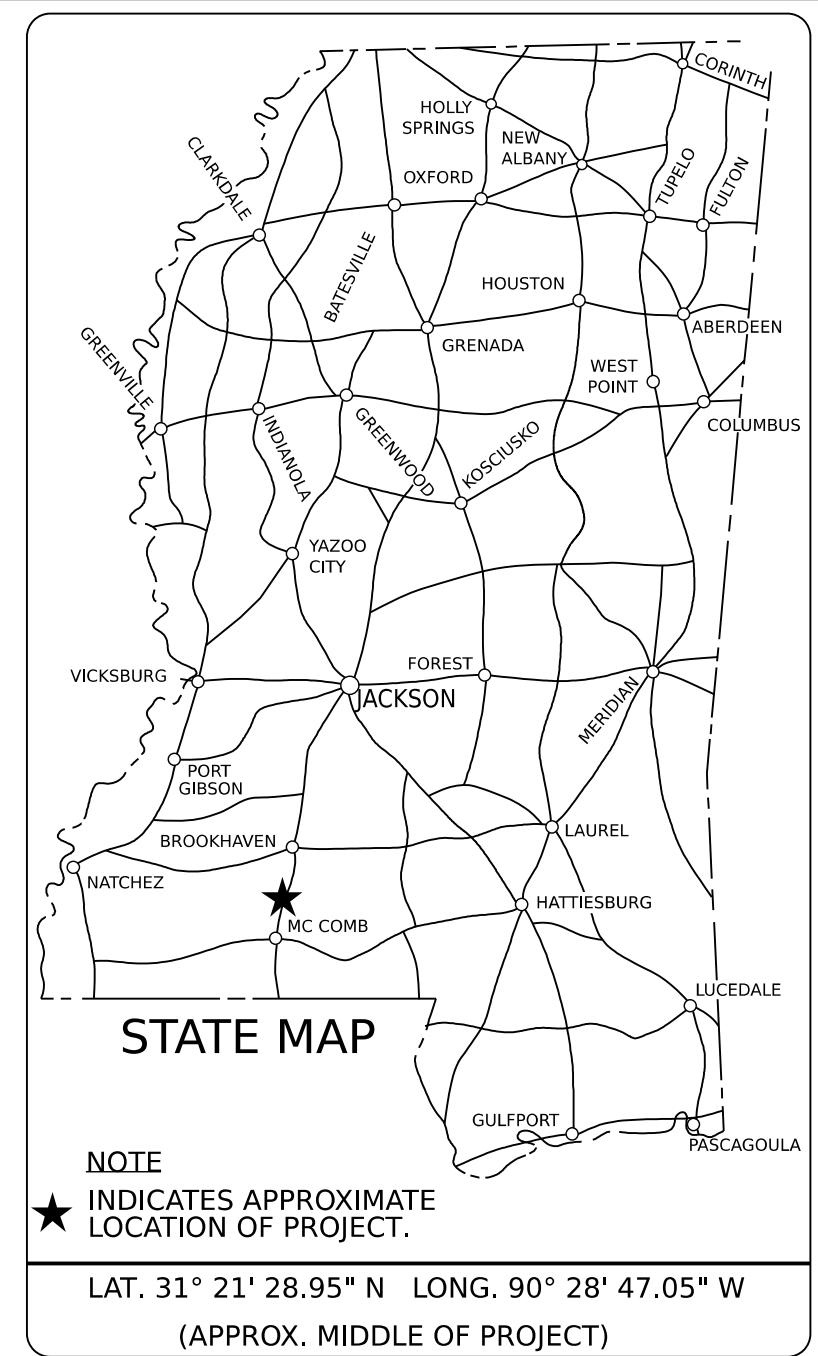 CORINTH
HOLLY
SPRINGS
NEW
ALBANY
CLARKDALE
OXFORD
TUPELO
FULTON
BATESVILLE
HOUSTON
ABERDEEN
GREENVILLE
GRENADA
WEST
POINT
COLUMBUS
INDIANOLA
GREENWOOD
KOSCIUSKO
YAZOO
CITY
VICKSBURG
FOREST
JACKSON
MERIDIAN
PORT
GIBSON
BROOKHAVEN
LAUREL
NATCHEZ
HATTIESBURG
MC COMB
LUCEDALE
STATE MAP
GULFPORT
PASCAGOULA
NOTE
INDICATES APPROXIMATE
LOCATION OF PROJECT.
LAT. 31° 21' 28.95" N LONG. 90° 28' 47.05" W
(APPROX. MIDDLE OF PROJECT)